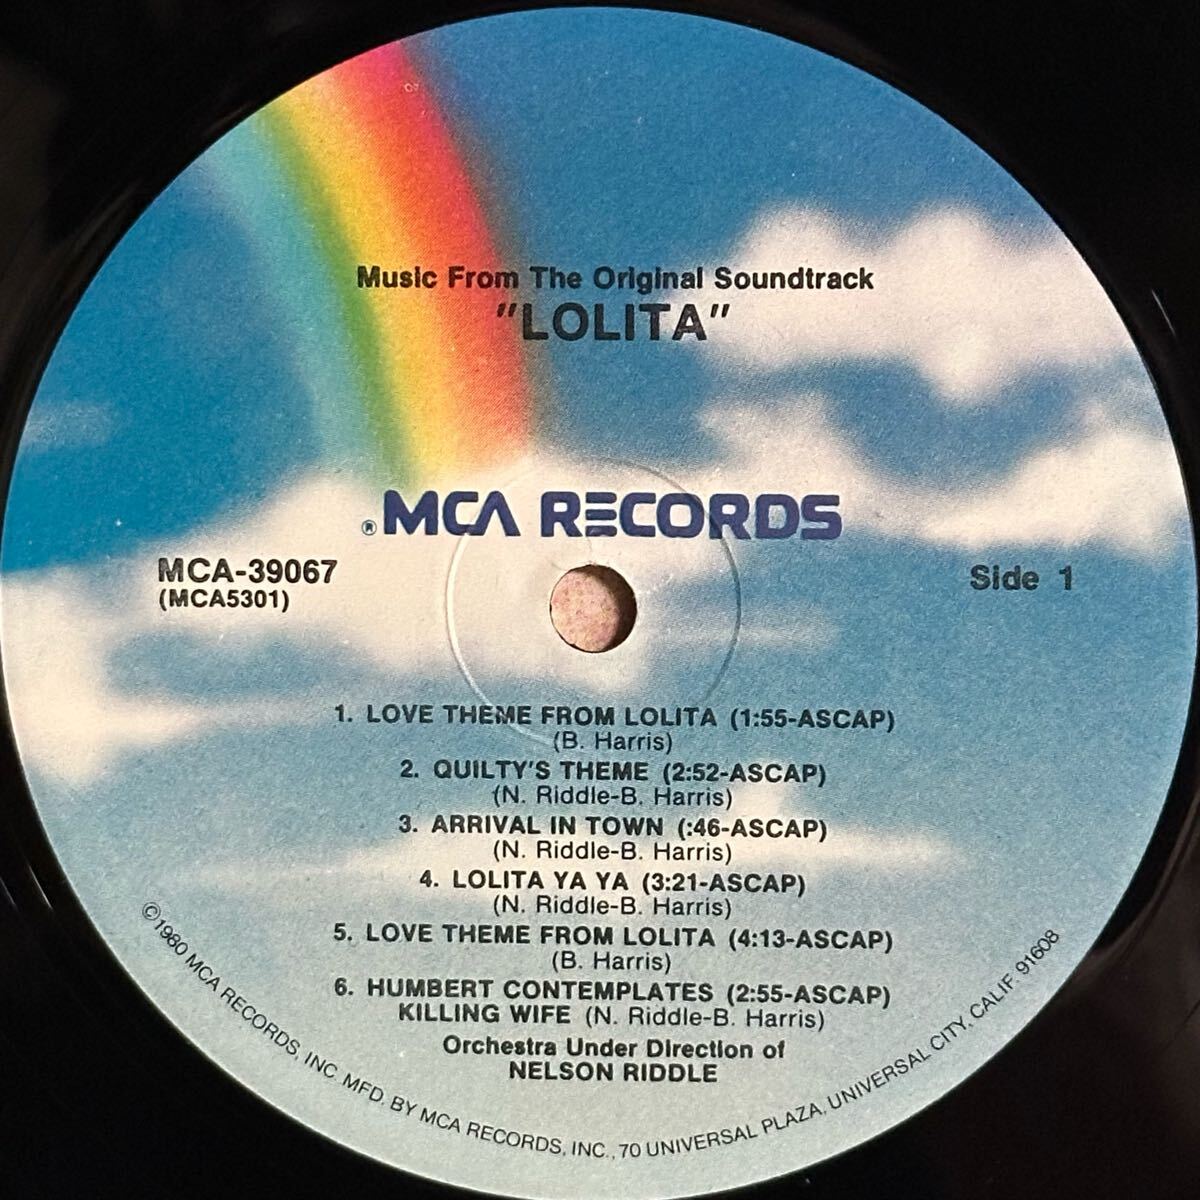 Music From The Original Soundtrack
"LOLITA"
® MCA RECORDS
MCA-39067
(MCA5301)
Side 1
1. LOVE THEME FROM LOLITA (1:55-ASCAP)
(B. Harris)
2. QUILTY'S THEME (2:52-ASCAP)
(N. Riddle-B. Harris)
3. ARRIVAL IN TOWN (:46-ASCAP)
(N. Riddle-B. Harris)
4. LOLITA YA YA (3:21-ASCAP)
(N. Riddle-B. Harris)
5. LOVE THEME FROM LOLITA (4:13-ASCAP)
(B. Harris)
6. HUMBERT CONTEMPLATES (2:55-ASCAP)
KILLING WIFE (N. Riddle-B. Harris)
Orchestra Under Direction of
NELSON RIDDLE
©1980 MCA RECORDS, INC. MFD. BY MCA RECORDS, INC., 70 UNIVERSAL PLAZA, UNIVERSAL CITY, CALIF. 91608